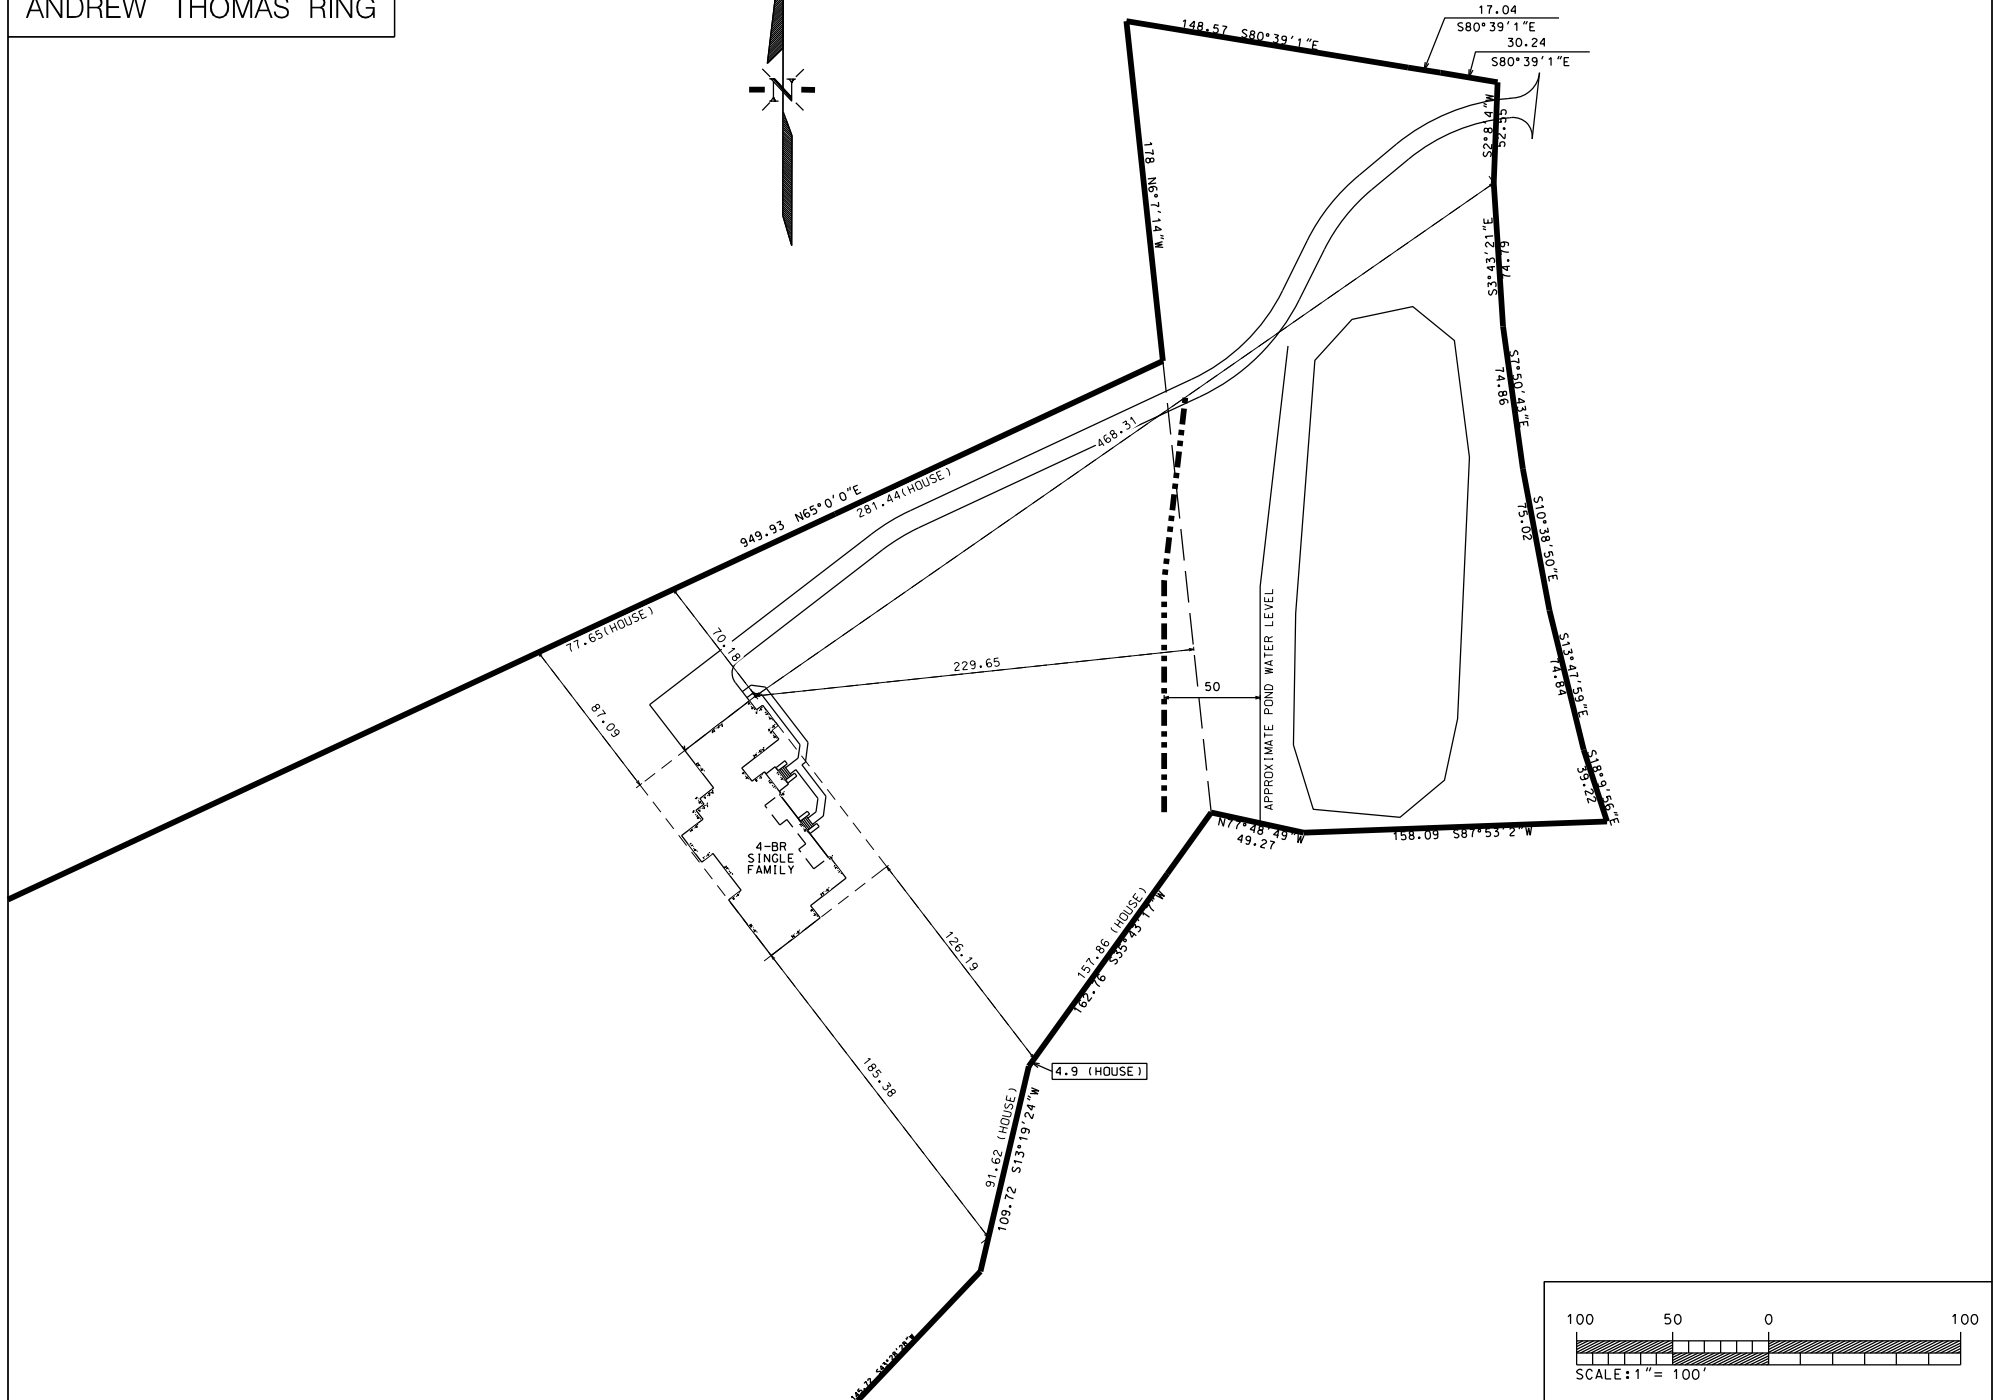 ANDREW THOMAS RING
N
17.04
S80°39'1"E
30.24
S80°39'1"E
148.57 S80°39'1"E
S2°8'4"W
52.55
178 N6°7'14"W
S3°43'21"E
74.79
S7°50'43"E
74.86
468.31
281.44(HOUSE)
949.93 N65°0'0"E
S10°38'50"E
75.02
77.65(HOUSE)
70.18
229.65
50
APPROXIMATE POND WATER LEVEL
S13°47'59"E
74.84
87.09
S18°9'56"E
39.22
N77°48'49"W
49.27
158.09 S87°53'2"W
4-BR
SINGLE
FAMILY
157.86 (HOUSE)
162.76 S35°43'17"W
126.19
4.9 (HOUSE)
185.38
91.62 (HOUSE)
109.72 S13°19'24"W
100 50 0 100
SCALE:1"= 100'